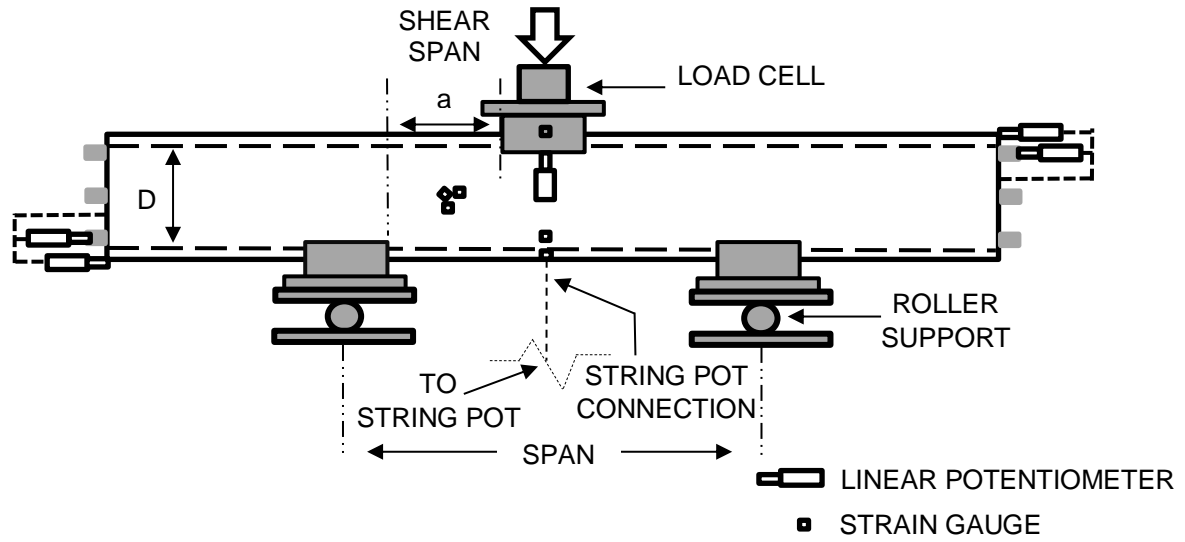 SHEAR
SPAN
LOAD CELL
a
D
ROLLER
SUPPORT
TO
STRING POT
STRING POT
CONNECTION
SPAN
LINEAR POTENTIOMETER
STRAIN GAUGE